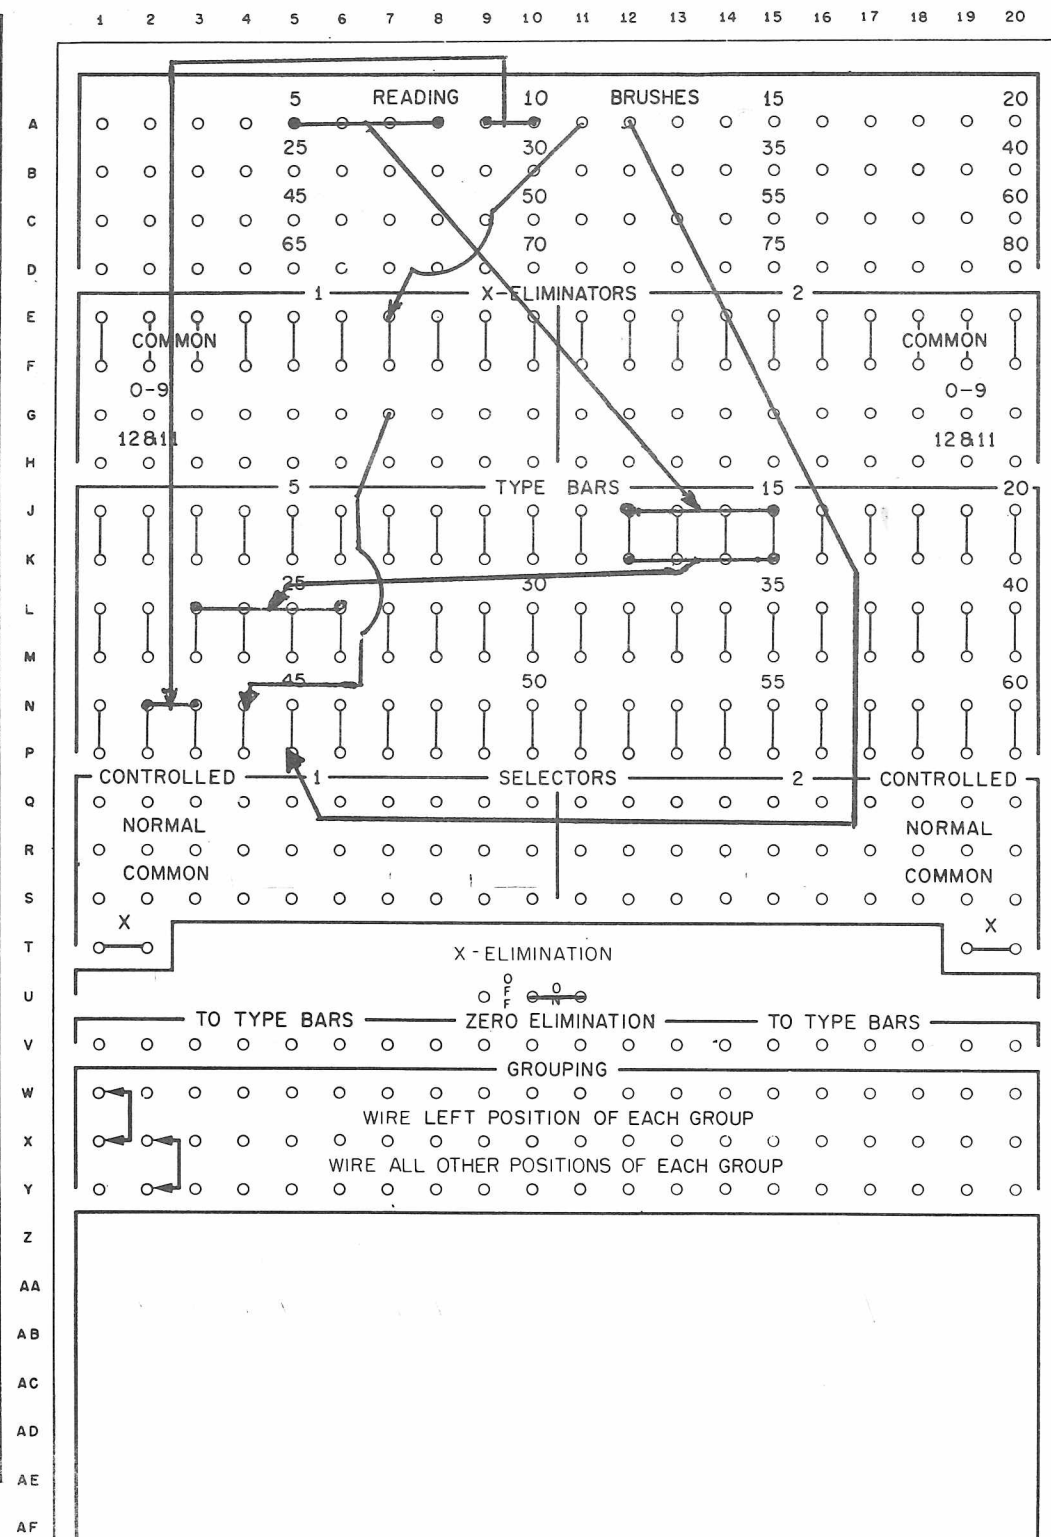 1 2 3 4 5 6 7 8 9 10 11 12 13 14 15 16 17 18 19 20
5 READING 10 BRUSHES 15 20
A
25 30 35 40
B
45 50 55 60
C
65 70 75 80
D
1 X-ELIMINATORS 2
E
COMMON COMMON
F
0-9 0-9
G
12&11 12&11
H
5 TYPE BARS 15 20
J
K
25 30 35 40
L
M
45 50 55 60
N
P
CONTROLLED 1 SELECTORS 2 CONTROLLED
Q
NORMAL NORMAL
R
COMMON COMMON
S
X X
T
X-ELIMINATION
U OFF ON
TO TYPE BARS ZERO ELIMINATION TO TYPE BARS
V
GROUPING
W
WIRE LEFT POSITION OF EACH GROUP
X
WIRE ALL OTHER POSITIONS OF EACH GROUP
Y
Z
AA
AB
AC
AD
AE
AF